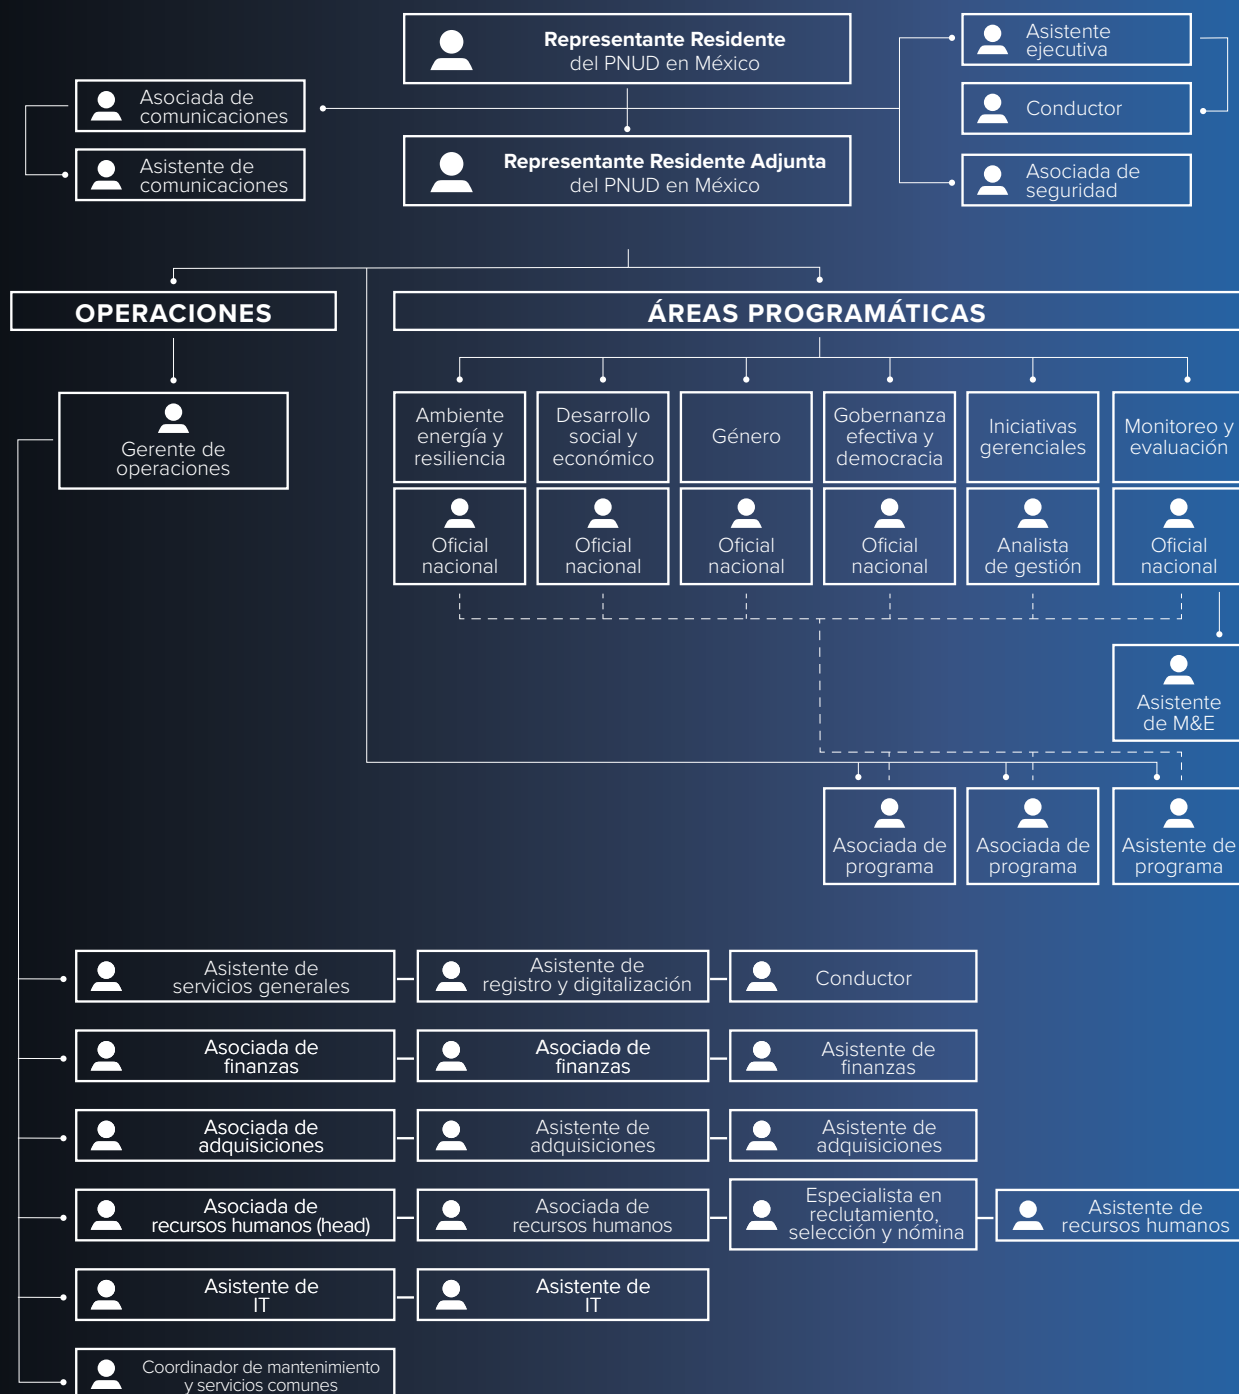 Representante Residente
del PNUD en México
Asistente
ejecutiva
Asociada de
comunicaciones
Conductor
Representante Residente Adjunta
del PNUD en México
Asistente de
comunicaciones
Asociada de
seguridad
OPERACIONES
ÁREAS PROGRAMÁTICAS
Gerente de
operaciones
Ambiente
energía y
resiliencia
Desarrollo
social y
económico
Género
Gobernanza
efectiva y
democracia
Iniciativas
gerenciales
Monitoreo y
evaluación
Oficial
nacional
Oficial
nacional
Oficial
nacional
Oficial
nacional
Analista
de gestión
Oficial
nacional
Asistente
de M&E
Asociada de
programa
Asociada de
programa
Asistente de
programa
Asistente de
servicios generales
Asistente de
registro y digitalización
Conductor
Asociada de
finanzas
Asociada de
finanzas
Asistente de
finanzas
Asociada de
adquisiciones
Asistente de
adquisiciones
Asistente de
adquisiciones
Asociada de
recursos humanos (head)
Asociada de
recursos humanos
Especialista en
reclutamiento,
selección y nómina
Asistente de
recursos humanos
Asistente de
IT
Asistente de
IT
Coordinador de mantenimiento
y servicios comunes